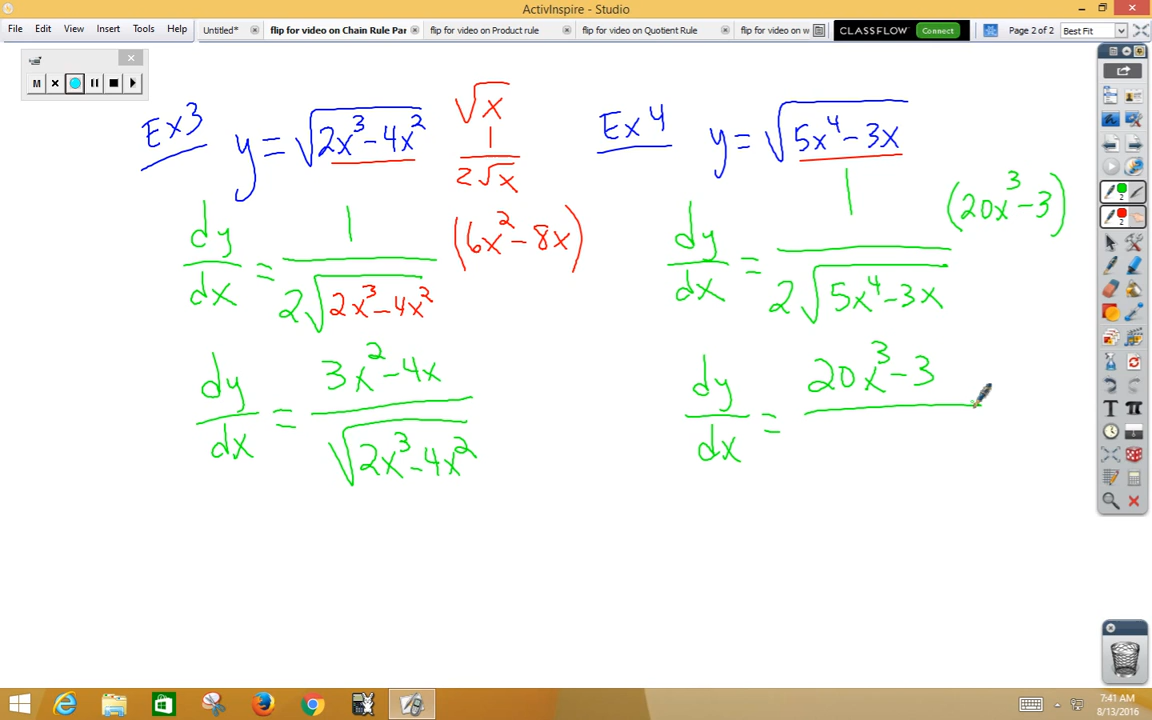 ActivInspire - Studio
File Edit View Insert Tools Help
Untitled* flip for video on Chain Rule Par flip for video on Product rule flip for video on Quotient Rule flip for video on w
CLASSFLOW Connect Page 2 of 2 Best Fit
M
Ex3 y = √(2x³-4x²)
√x
1/(2√x)
dy/dx = 1/(2√(2x³-4x²)) (6x²-8x)
dy/dx = (3x²-4x)/√(2x³-4x²)
Ex4 y = √(5x⁴-3x)
dy/dx = 1/(2√(5x⁴-3x)) (20x³-3)
dy/dx = 20x³-3
7:41 AM
8/13/2016